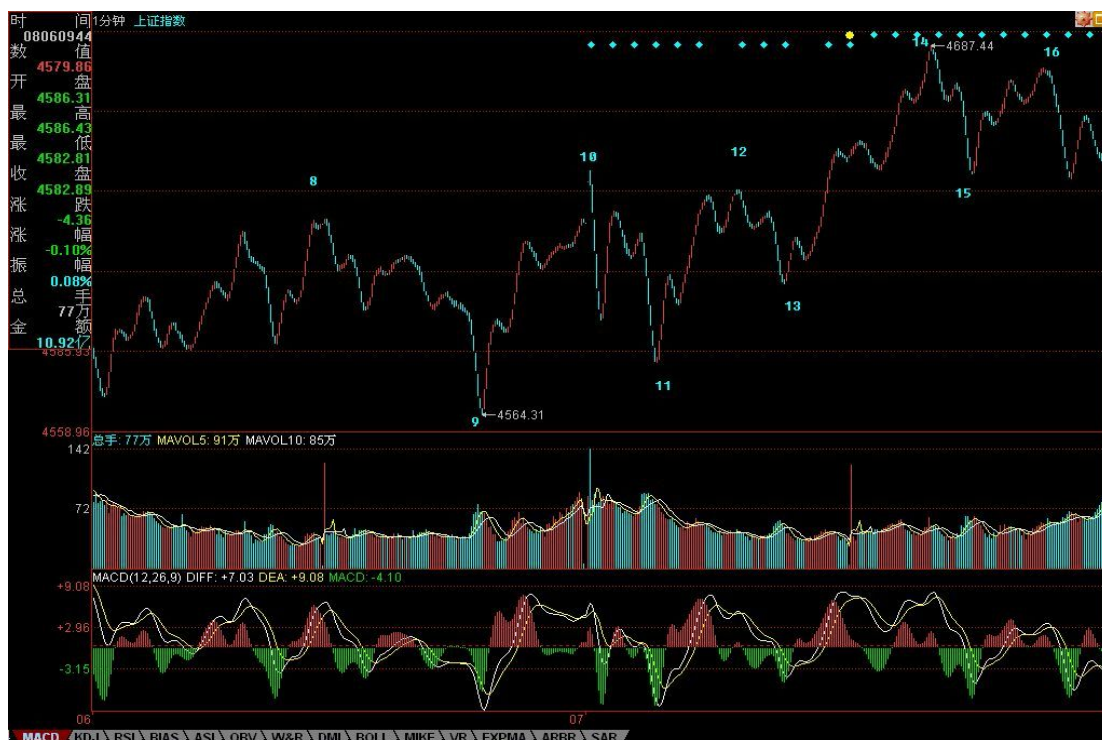 时 间 1分钟 上证指数
08060944
数 值
4579.86
开 盘
4586.31
最 高
4586.43
最 低
4582.81
收 盘
4582.89
涨 跌
-4.36
涨 幅
-0.10%
振 幅
0.08%
总 手
77万
金 额
10.92亿
4585.93
4558.96
14
4687.44
16
12
10
8
15
13
11
9
4564.31
总手: 77万 MAVOL5: 91万 MAVOL10: 85万
142
72
MACD(12,26,9) DIFF: +7.03 DEA: +9.08 MACD: -4.10
+9.08
+2.96
-3.15
06
07
MACD KDJ RSI BIAS ASI OBV W&R DMI BOLL MIKE VR EXPMA ARBR SAR